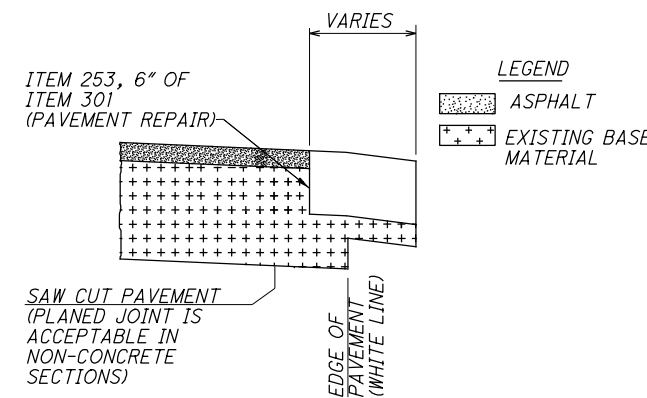 VARIES
ITEM 253, 6" OF
ITEM 301
(PAVEMENT REPAIR)
LEGEND
ASPHALT
EXISTING BASE
MATERIAL
SAW CUT PAVEMENT
(PLANED JOINT IS
ACCEPTABLE IN
NON-CONCRETE
SECTIONS)
EDGE OF
PAVEMENT
(WHITE LINE)